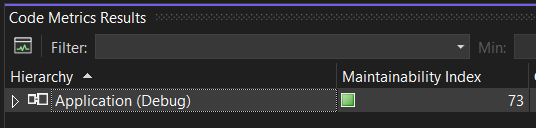 Code Metrics Results
Filter: Min:
Hierarchy Maintainability Index
Application (Debug) 73